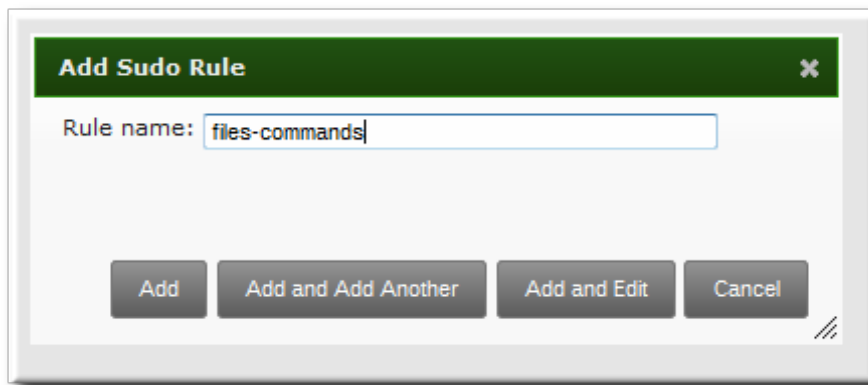 Add Sudo Rule
Rule name: files-commands
Add Add and Add Another Add and Edit Cancel